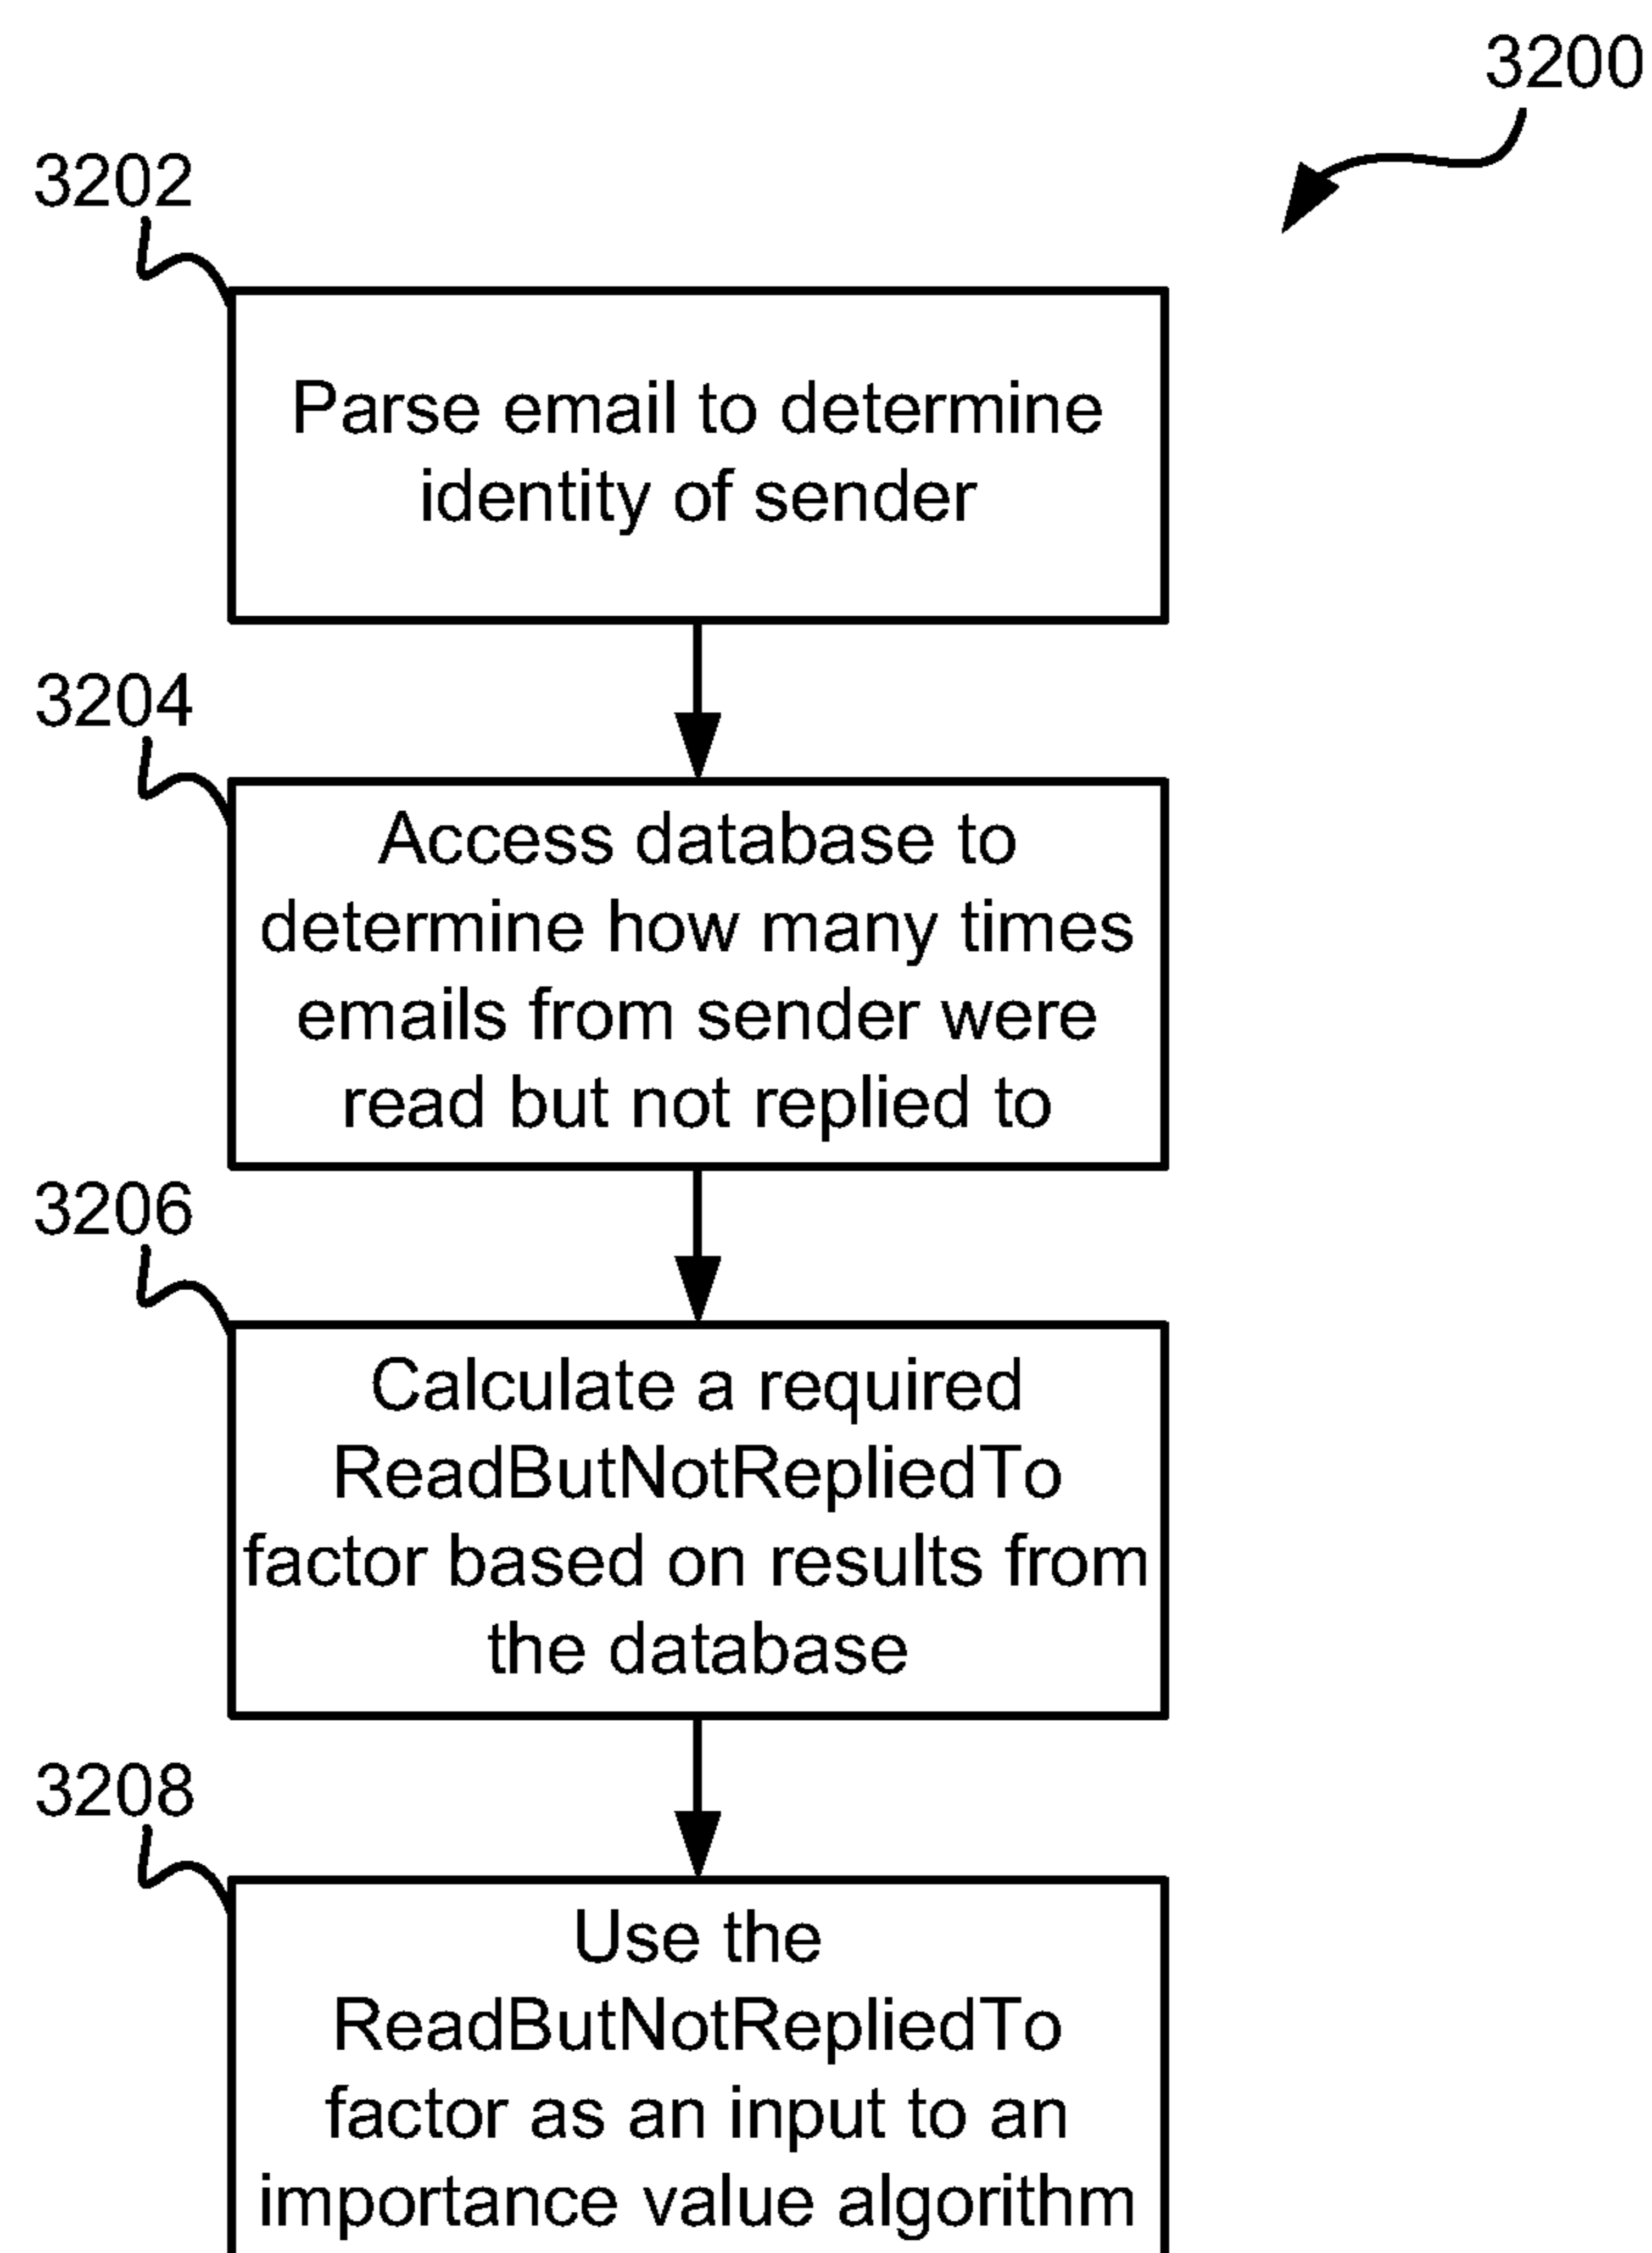 3200
3202
Parse email to determine
identity of sender
3204
Access database to
determine how many times
emails from sender were
read but not replied to
3206
Calculate a required
ReadButNotRepliedTo
factor based on results from
the database
3208
Use the
ReadButNotRepliedTo
factor as an input to an
importance value algorithm